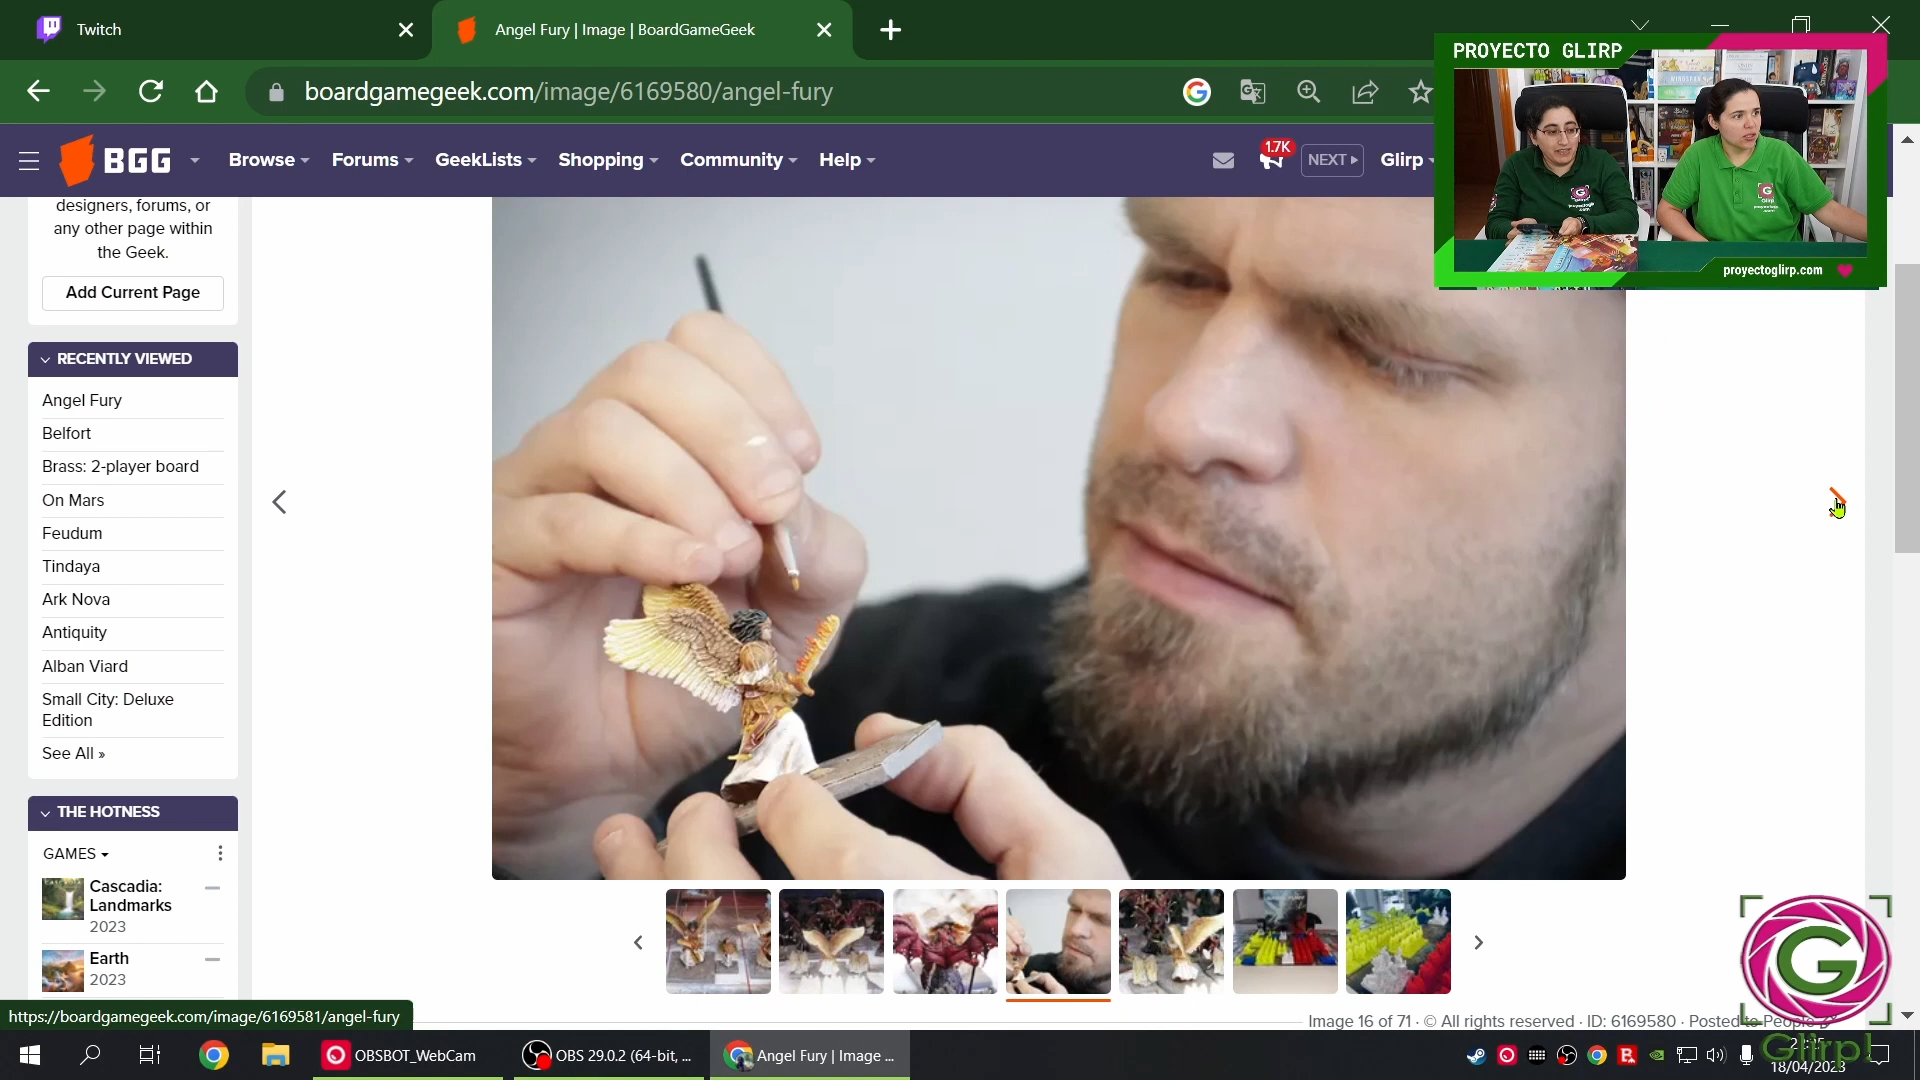 Twitch
Angel Fury | Image | BoardGameGeek
PROYECTO GLIRP
boardgamegeek.com/image/6169580/angel-fury
BGG
Browse
Forums
GeekLists
Shopping
Community
Help
1.7K
NEXT
Glirp
proyectoglirp.com
designers, forums, or
any other page within
the Geek.
Add Current Page
RECENTLY VIEWED
Angel Fury
Belfort
Brass: 2-player board
On Mars
Feudum
Tindaya
Ark Nova
Antiquity
Alban Viard
Small City: Deluxe
Edition
See All »
THE HOTNESS
GAMES
Cascadia:
Landmarks
2023
Earth
2023
https://boardgamegeek.com/image/6169581/angel-fury
Image 16 of 71 · © All rights reserved · ID: 6169580 · Posted to People
G
Glirp!
OBSBOT_WebCam
OBS 29.0.2 (64-bit, ...
Angel Fury | Image ...
18/04/2023